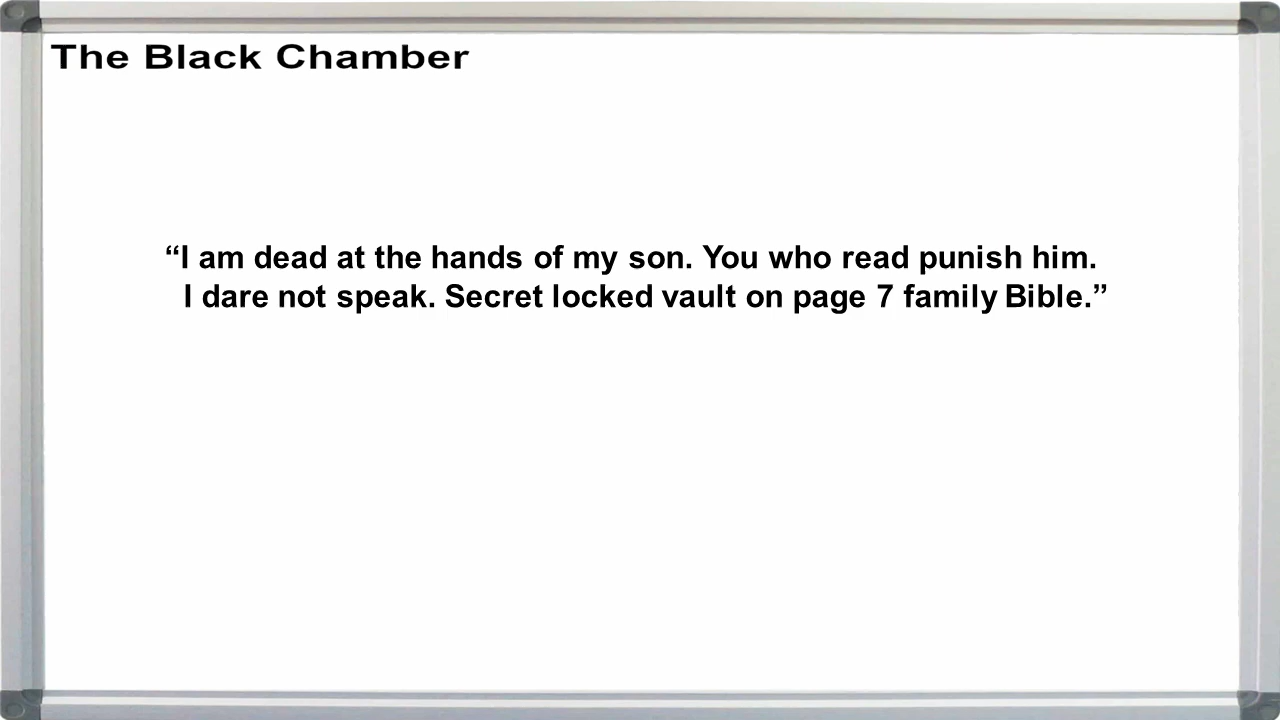 The Black Chamber
“I am dead at the hands of my son. You who read punish him.
I dare not speak. Secret locked vault on page 7 family Bible.”